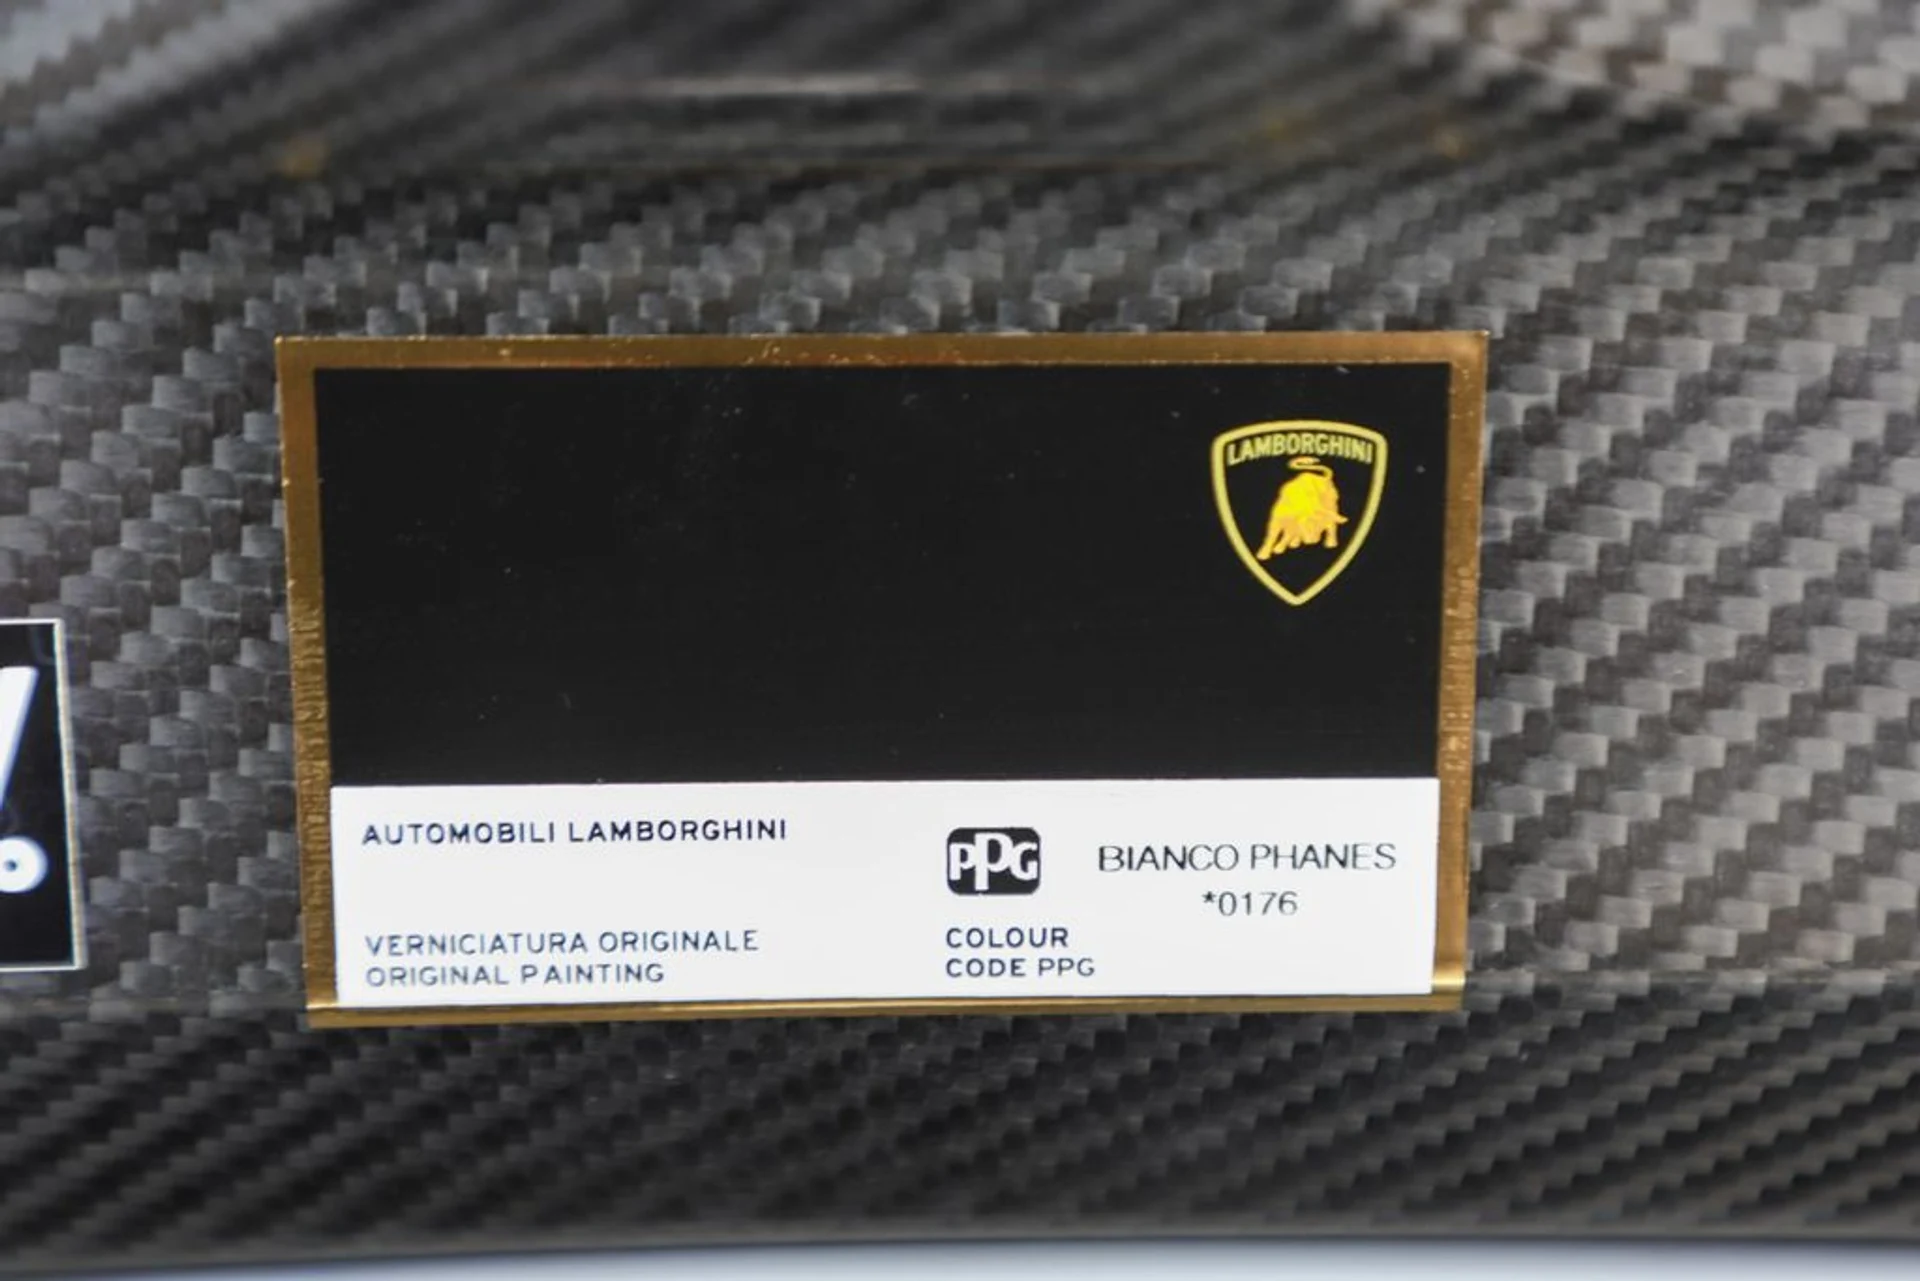 LAMBORGHINI
AUTOMOBILI LAMBORGHINI
PPG
BIANCO PHANES
*0176
VERNICIATURA ORIGINALE
ORIGINAL PAINTING
COLOUR
CODE PPG